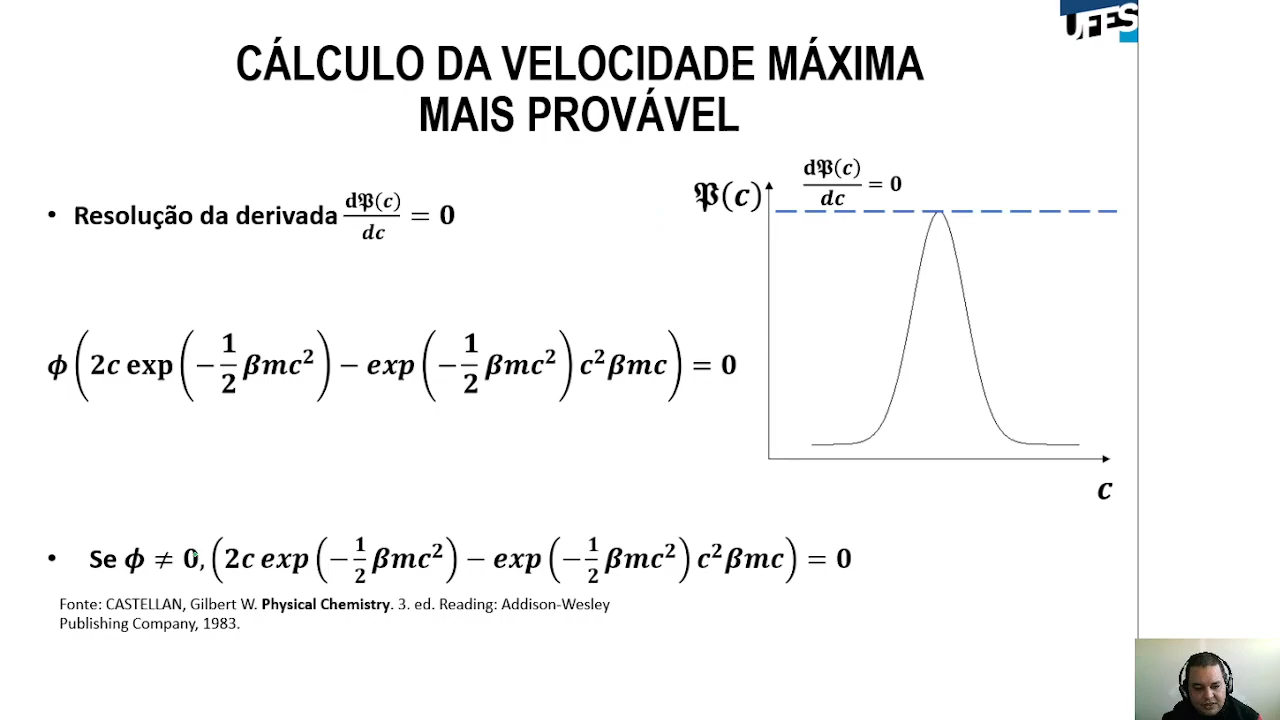 UFES
CÁLCULO DA VELOCIDADE MÁXIMA
MAIS PROVÁVEL
• Resolução da derivada d𝔓(c)/dc = 0
𝔓(c)
d𝔓(c)/dc = 0
ϕ(2c exp(−1/2 βmc²) − exp(−1/2 βmc²) c²βmc) = 0
c
• Se ϕ ≠ 0, (2c exp(−1/2 βmc²) − exp(−1/2 βmc²) c²βmc) = 0
Fonte: CASTELLAN, Gilbert W. Physical Chemistry. 3. ed. Reading: Addison-Wesley
Publishing Company, 1983.